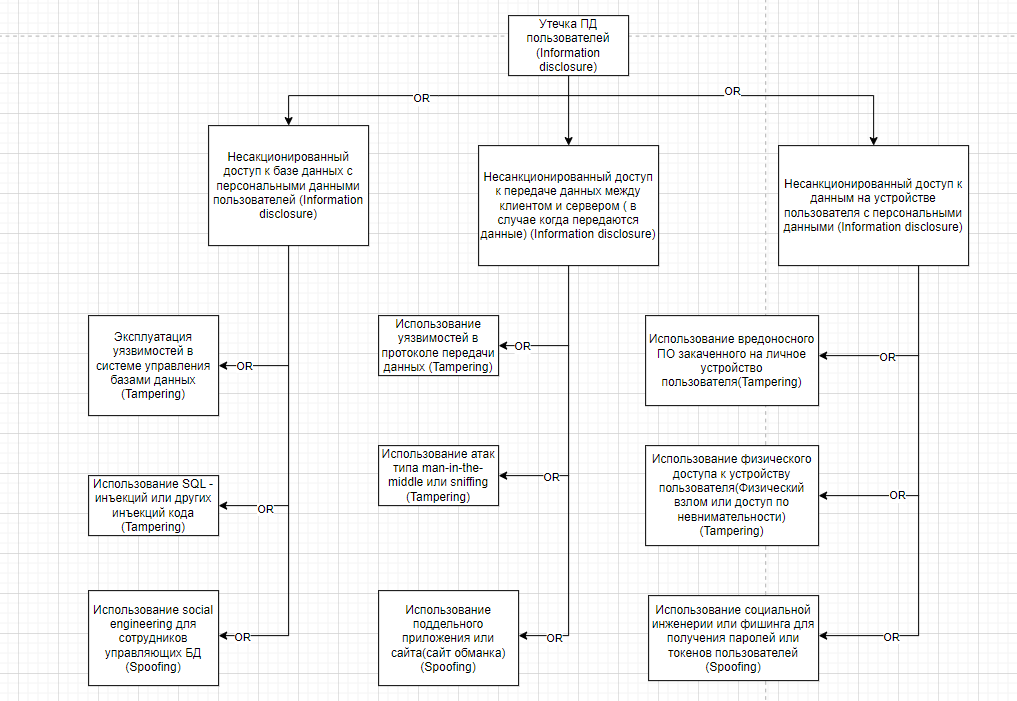 Утечка ПД
пользователей
(Information
disclosure)
OR
OR
Несакционированный
доступ к базе данных с
персональными данными
пользователей (Information
disclosure)
Несанкционированный доступ
к передаче данных между
клиентом и сервером ( в
случае когда передаются
данные) (Information disclosure)
Несанкционированный доступ к
данным на устройстве
пользователя с персональными
данными (Information disclosure)
Эксплуатация
уязвимостей в
системе управления
базами данных
(Tampering)
OR
Использование
уязвимостей в
протоколе передачи
данных (Tampering)
OR
Использование вредоносного
ПО закаченного на личное
устройство
пользователя(Tampering)
OR
Использование SQL -
инъекций или других
инъекций кода
(Tampering)
OR
Использование атак
типа man-in-the-
middle или sniffing
(Tampering)
OR
Использование физического
доступа к устройству
пользователя(Физический
взлом или доступ по
невнимательности)
(Tampering)
OR
Использование social
engineering для
сотрудников
управляющих БД
(Spoofing)
OR
Использование
поддельного
приложения или
сайта(сайт обманка)
(Spoofing)
OR
Использование социальной
инженерии или фишинга для
получения паролей или
токенов пользователей
(Spoofing)
OR